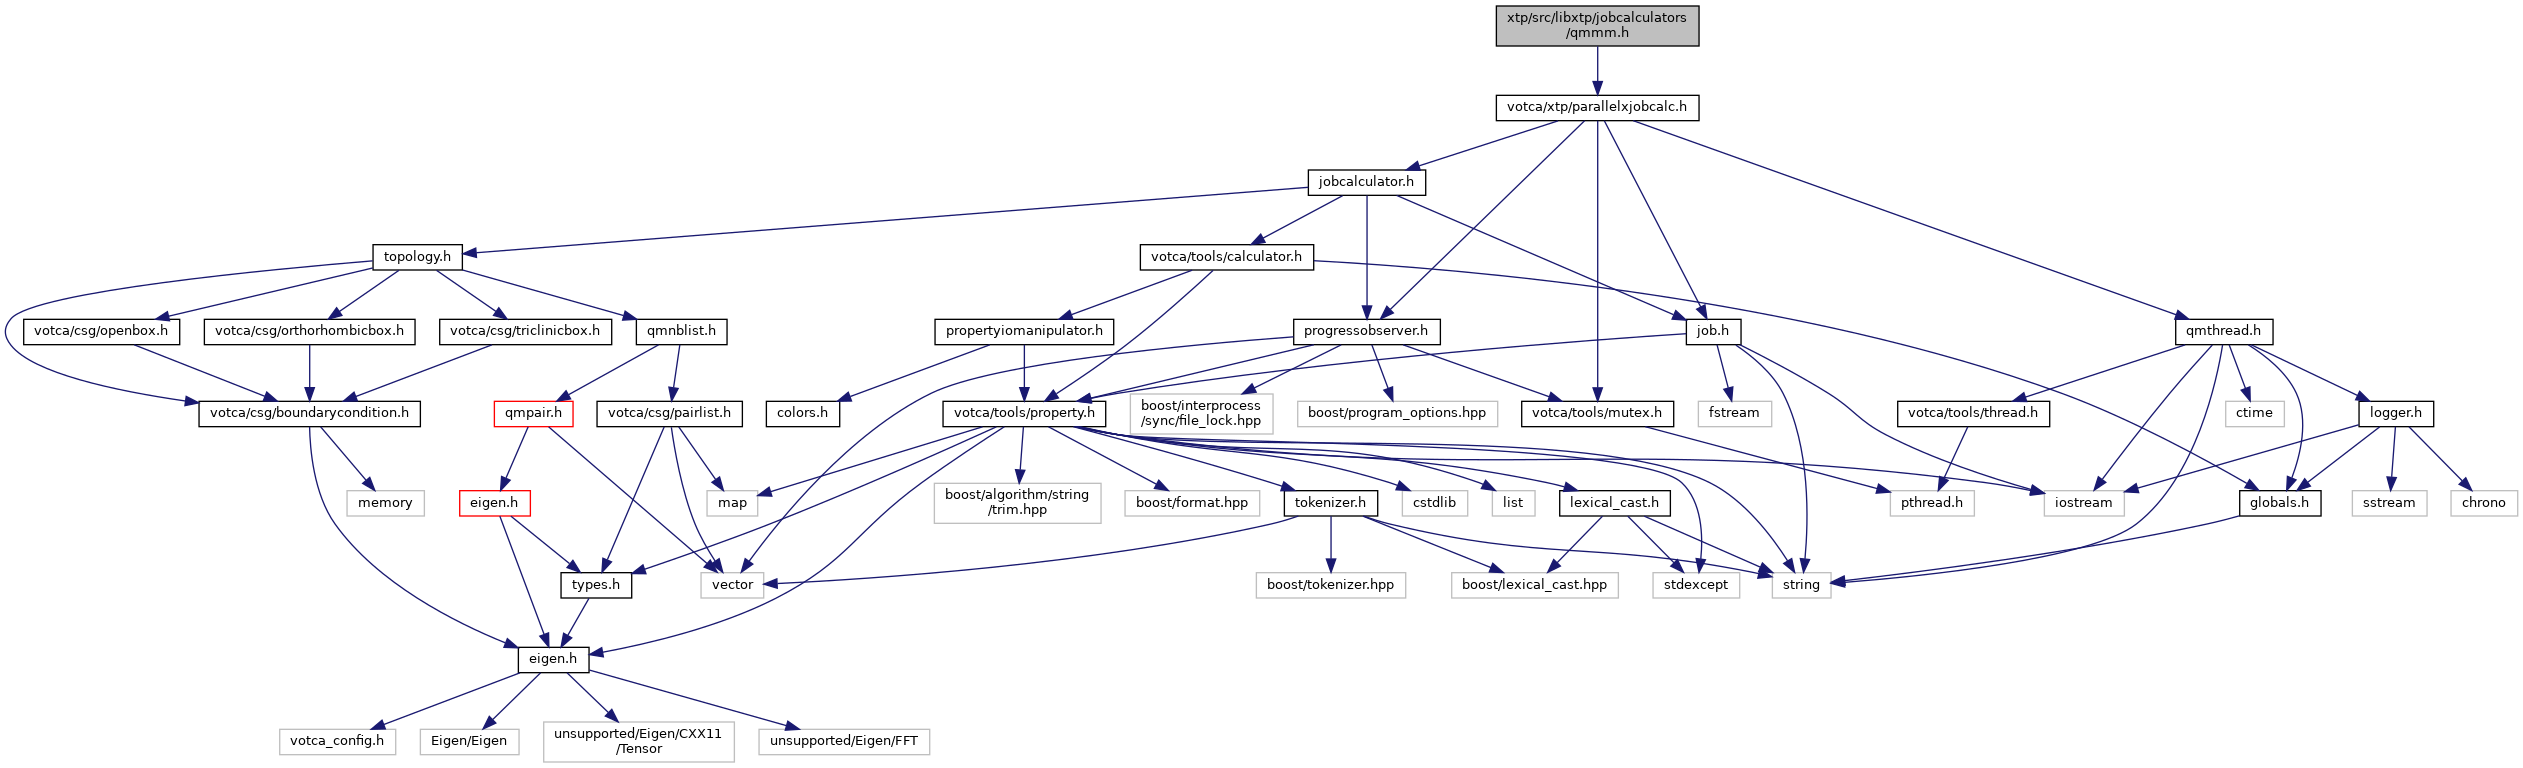 xtp/src/libxtp/jobcalculators
/qmmm.h
votca/xtp/parallelxjobcalc.h
jobcalculator.h
topology.h
votca/tools/calculator.h
votca/csg/openbox.h
votca/csg/orthorhombicbox.h
votca/csg/triclinicbox.h
qmnblist.h
propertyiomanipulator.h
progressobserver.h
job.h
qmthread.h
votca/csg/boundarycondition.h
qmpair.h
votca/csg/pairlist.h
colors.h
votca/tools/property.h
boost/interprocess
/sync/file_lock.hpp
boost/program_options.hpp
votca/tools/mutex.h
fstream
votca/tools/thread.h
ctime
logger.h
memory
eigen.h
map
boost/algorithm/string
/trim.hpp
boost/format.hpp
tokenizer.h
cstdlib
list
lexical_cast.h
pthread.h
iostream
globals.h
sstream
chrono
types.h
vector
boost/tokenizer.hpp
boost/lexical_cast.hpp
stdexcept
string
eigen.h
votca_config.h
Eigen/Eigen
unsupported/Eigen/CXX11
/Tensor
unsupported/Eigen/FFT